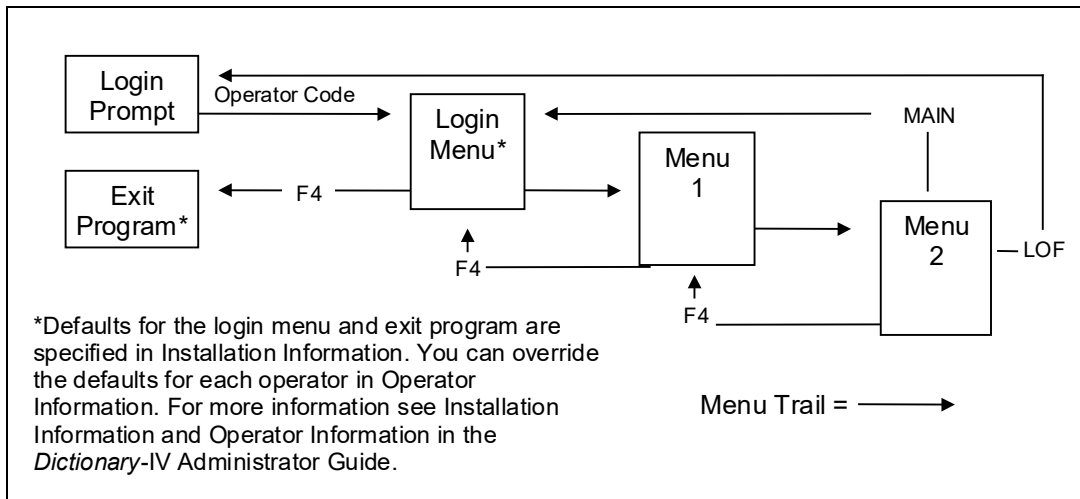 Login
Prompt
Operator Code
Login
Menu*
MAIN
Menu
1
Exit
Program*
F4
Menu
2
LOF
F4
F4
*Defaults for the login menu and exit program are
specified in Installation Information. You can override
the defaults for each operator in Operator
Information. For more information see Installation
Information and Operator Information in the
Dictionary-IV Administrator Guide.
Menu Trail =